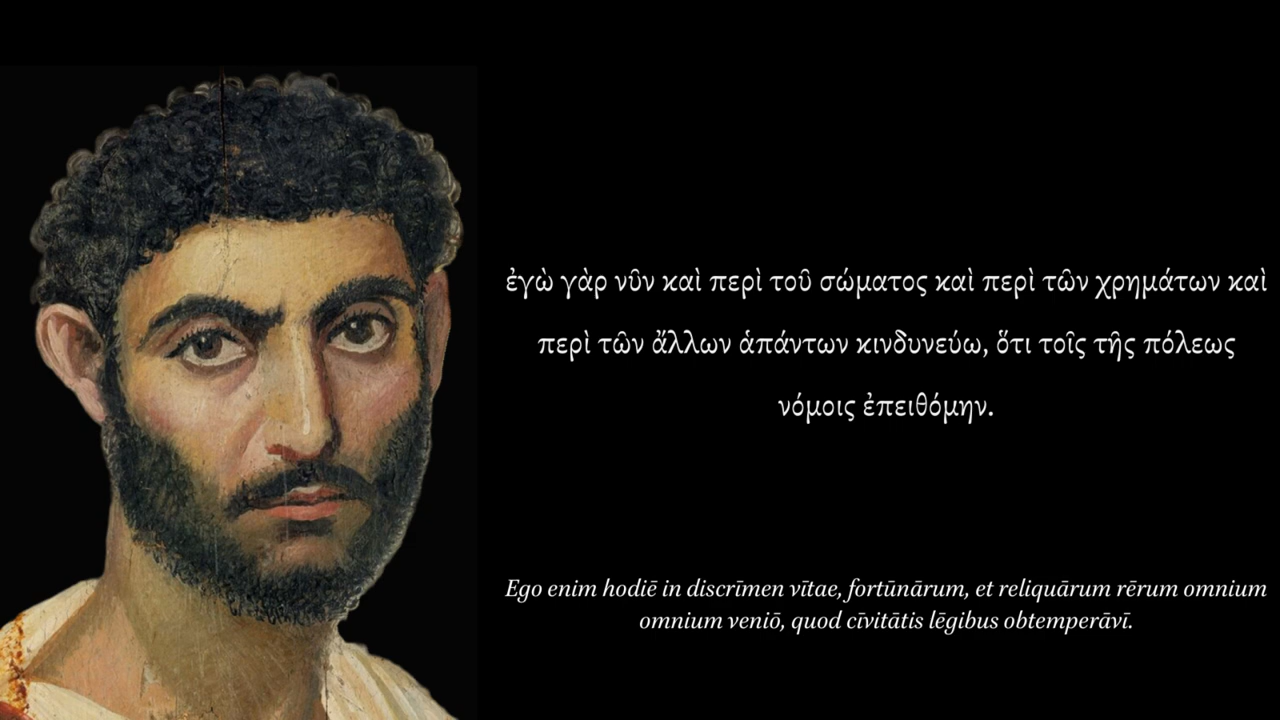 ἐγὼ γὰρ νῦν καὶ περὶ τοῦ σώματος καὶ περὶ τῶν χρημάτων καὶ
περὶ τῶν ἄλλων ἁπάντων κινδυνεύω, ὅτι τοῖς τῆς πόλεως
νόμοις ἐπειθόμην.
Ego enim hodiē in discrīmen vītae, fortūnārum, et reliquārum rērum omnium
omnium veniō, quod cīvitātis lēgibus obtemperāvī.